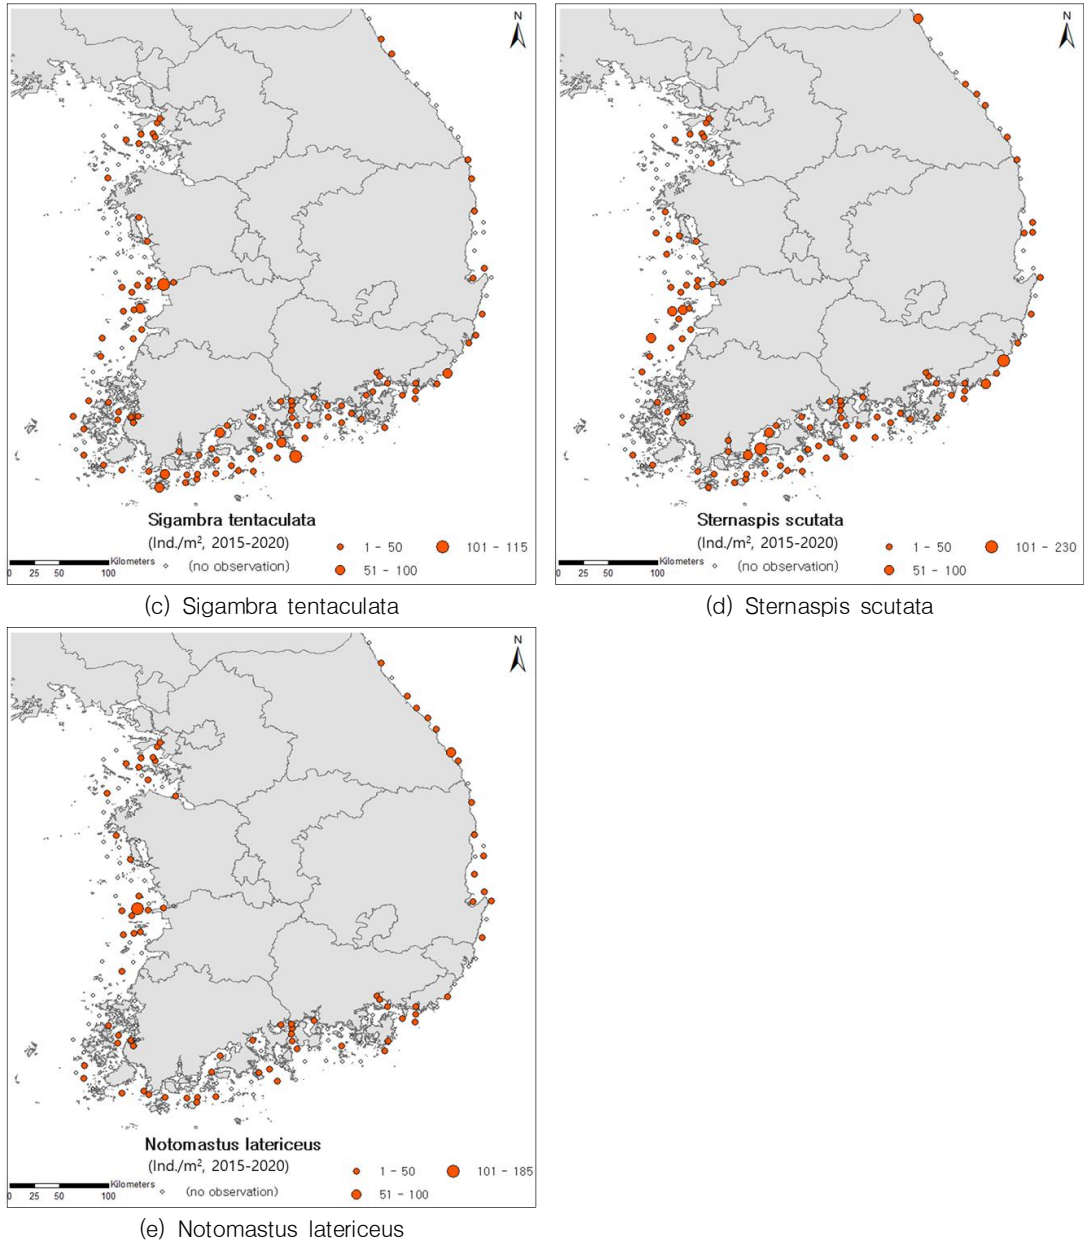 N
Sigambra tentaculata
(Ind./m², 2015-2020)
1 - 50
101 - 115
51 - 100
(no observation)
Kilometers
0 25 50 100
(c) Sigambra tentaculata
N
Sternaspis scutata
(Ind./m², 2015-2020)
1 - 50
101 - 230
51 - 100
(no observation)
Kilometers
0 25 50 100
(d) Sternaspis scutata
N
Notomastus latericeus
(Ind./m², 2015-2020)
1 - 50
101 - 185
51 - 100
(no observation)
Kilometers
0 25 50 100
(e) Notomastus latericeus